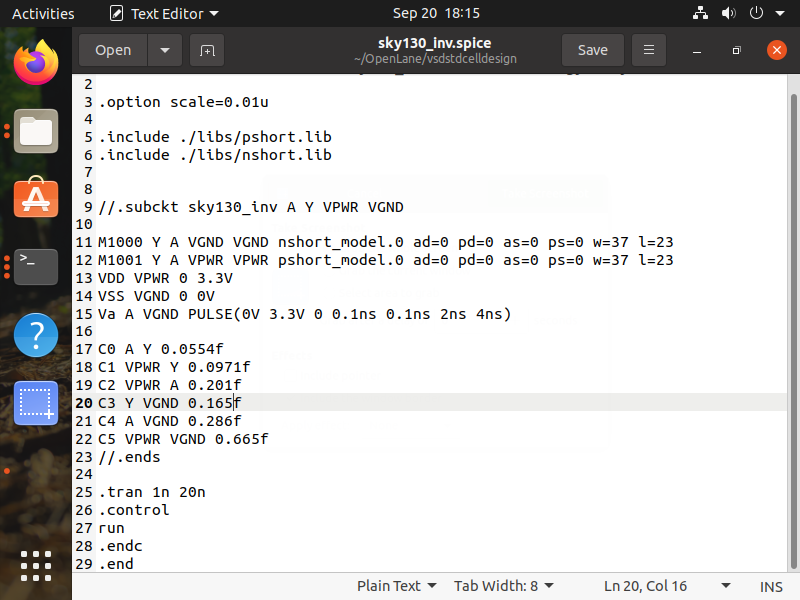 Activities Text Editor Sep 20 18:15
Open sky130_inv.spice Save
~/OpenLane/vsdstdcelldesign
2
3 .option scale=0.01u
4
5 .include ./libs/pshort.lib
6 .include ./libs/nshort.lib
7
8
9 //.subckt sky130_inv A Y VPWR VGND
10
11 M1000 Y A VGND VGND nshort_model.0 ad=0 pd=0 as=0 ps=0 w=37 l=23
12 M1001 Y A VPWR VPWR pshort_model.0 ad=0 pd=0 as=0 ps=0 w=37 l=23
13 VDD VPWR 0 3.3V
14 VSS VGND 0 0V
15 Va A VGND PULSE(0V 3.3V 0 0.1ns 0.1ns 2ns 4ns)
16
17 C0 A Y 0.0554f
18 C1 VPWR Y 0.0971f
19 C2 VPWR A 0.201f
20 C3 Y VGND 0.165f
21 C4 A VGND 0.286f
22 C5 VPWR VGND 0.665f
23 //.ends
24
25 .tran 1n 20n
26 .control
27 run
28 .endc
29 .end
Plain Text Tab Width: 8 Ln 20, Col 16 INS